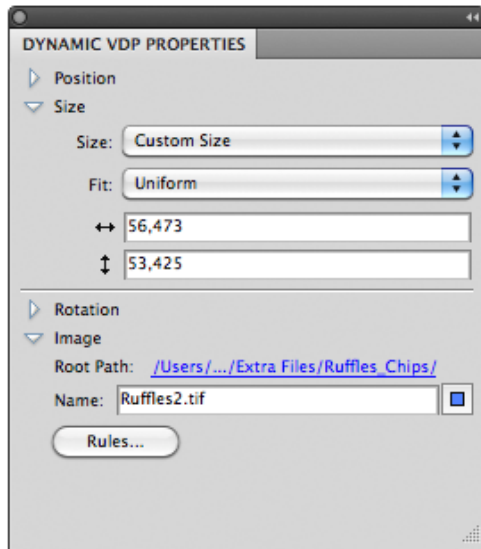 DYNAMIC VDP PROPERTIES
Position
Size
Size: Custom Size
Fit: Uniform
56,473
53,425
Rotation
Image
Root Path: /Users/.../Extra Files/Ruffles_Chips/
Name: Ruffles2.tif
Rules...